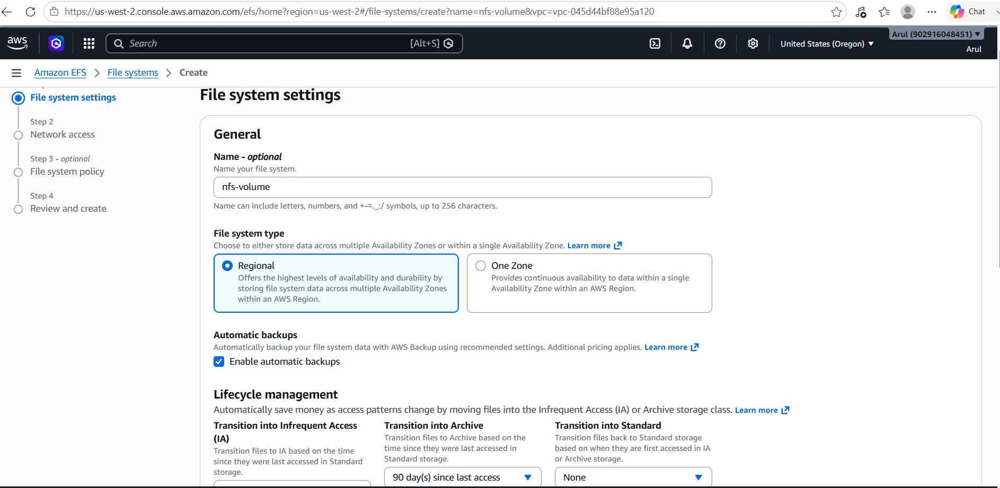 https://us-west-2.console.aws.amazon.com/efs/home?region=us-west-2#/file-systems/create?name=nfs-volume&vpc=vpc-045d44bf88e95a120
Chat
aws
Search
[Alt+S]
United States (Oregon)
Arul (902916048451)
Arul
Amazon EFS
File systems
Create
File system settings
Step 2
Network access
Step 3 - optional
File system policy
Step 4
Review and create
File system settings
General
Name - optional
Name your file system.
nfs-volume
Name can include letters, numbers, and +-=._:/ symbols, up to 256 characters.
File system type
Choose to either store data across multiple Availability Zones or within a single Availability Zone. Learn more
Regional
Offers the highest levels of availability and durability by
storing file system data across multiple Availability Zones
within an AWS Region.
One Zone
Provides continuous availability to data within a single
Availability Zone within an AWS Region.
Automatic backups
Automatically backup your file system data with AWS Backup using recommended settings. Additional pricing applies. Learn more
Enable automatic backups
Lifecycle management
Automatically save money as access patterns change by moving files into the Infrequent Access (IA) or Archive storage class. Learn more
Transition into Infrequent Access
(IA)
Transition files to IA based on the time
since they were last accessed in Standard
storage.
Transition into Archive
Transition files to Archive based on the
time since they were last accessed in
Standard storage.
90 day(s) since last access
Transition into Standard
Transition files back to Standard storage
based on when they are first accessed in IA
or Archive storage.
None